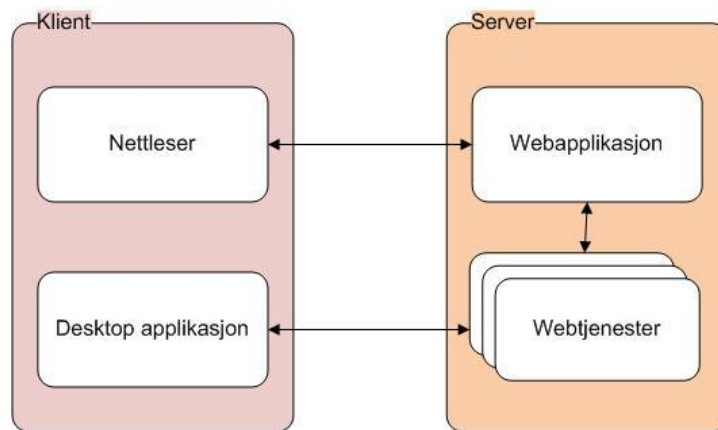 Klient
Server
Nettleser
Webapplikasjon
Desktop applikasjon
Webtjenester